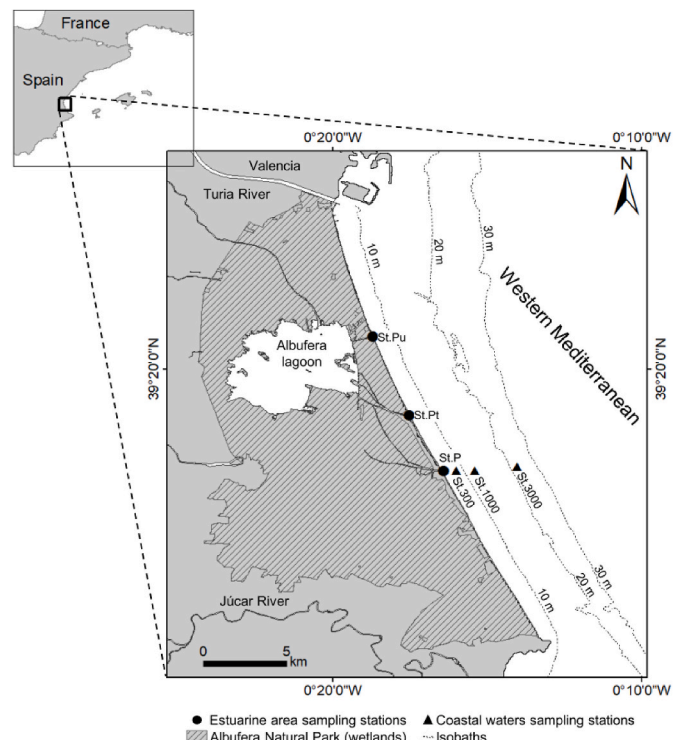 France
Spain
0°20'0"W 0°10'0"W
N
Valencia
Turia River
10 m
20 m
30 m
Western Mediterranean
39°20'0"N
39°20'0"N
Albufera
lagoon
St.Pu
St.Pt
St.P
St.300
St.1000
St.3000
20 m
30 m
10 m
Júcar River
0 5
km
0°20'0"W 0°10'0"W
Estuarine area sampling stations Coastal waters sampling stations
Albufera Natural Park (wetlands) Isobaths